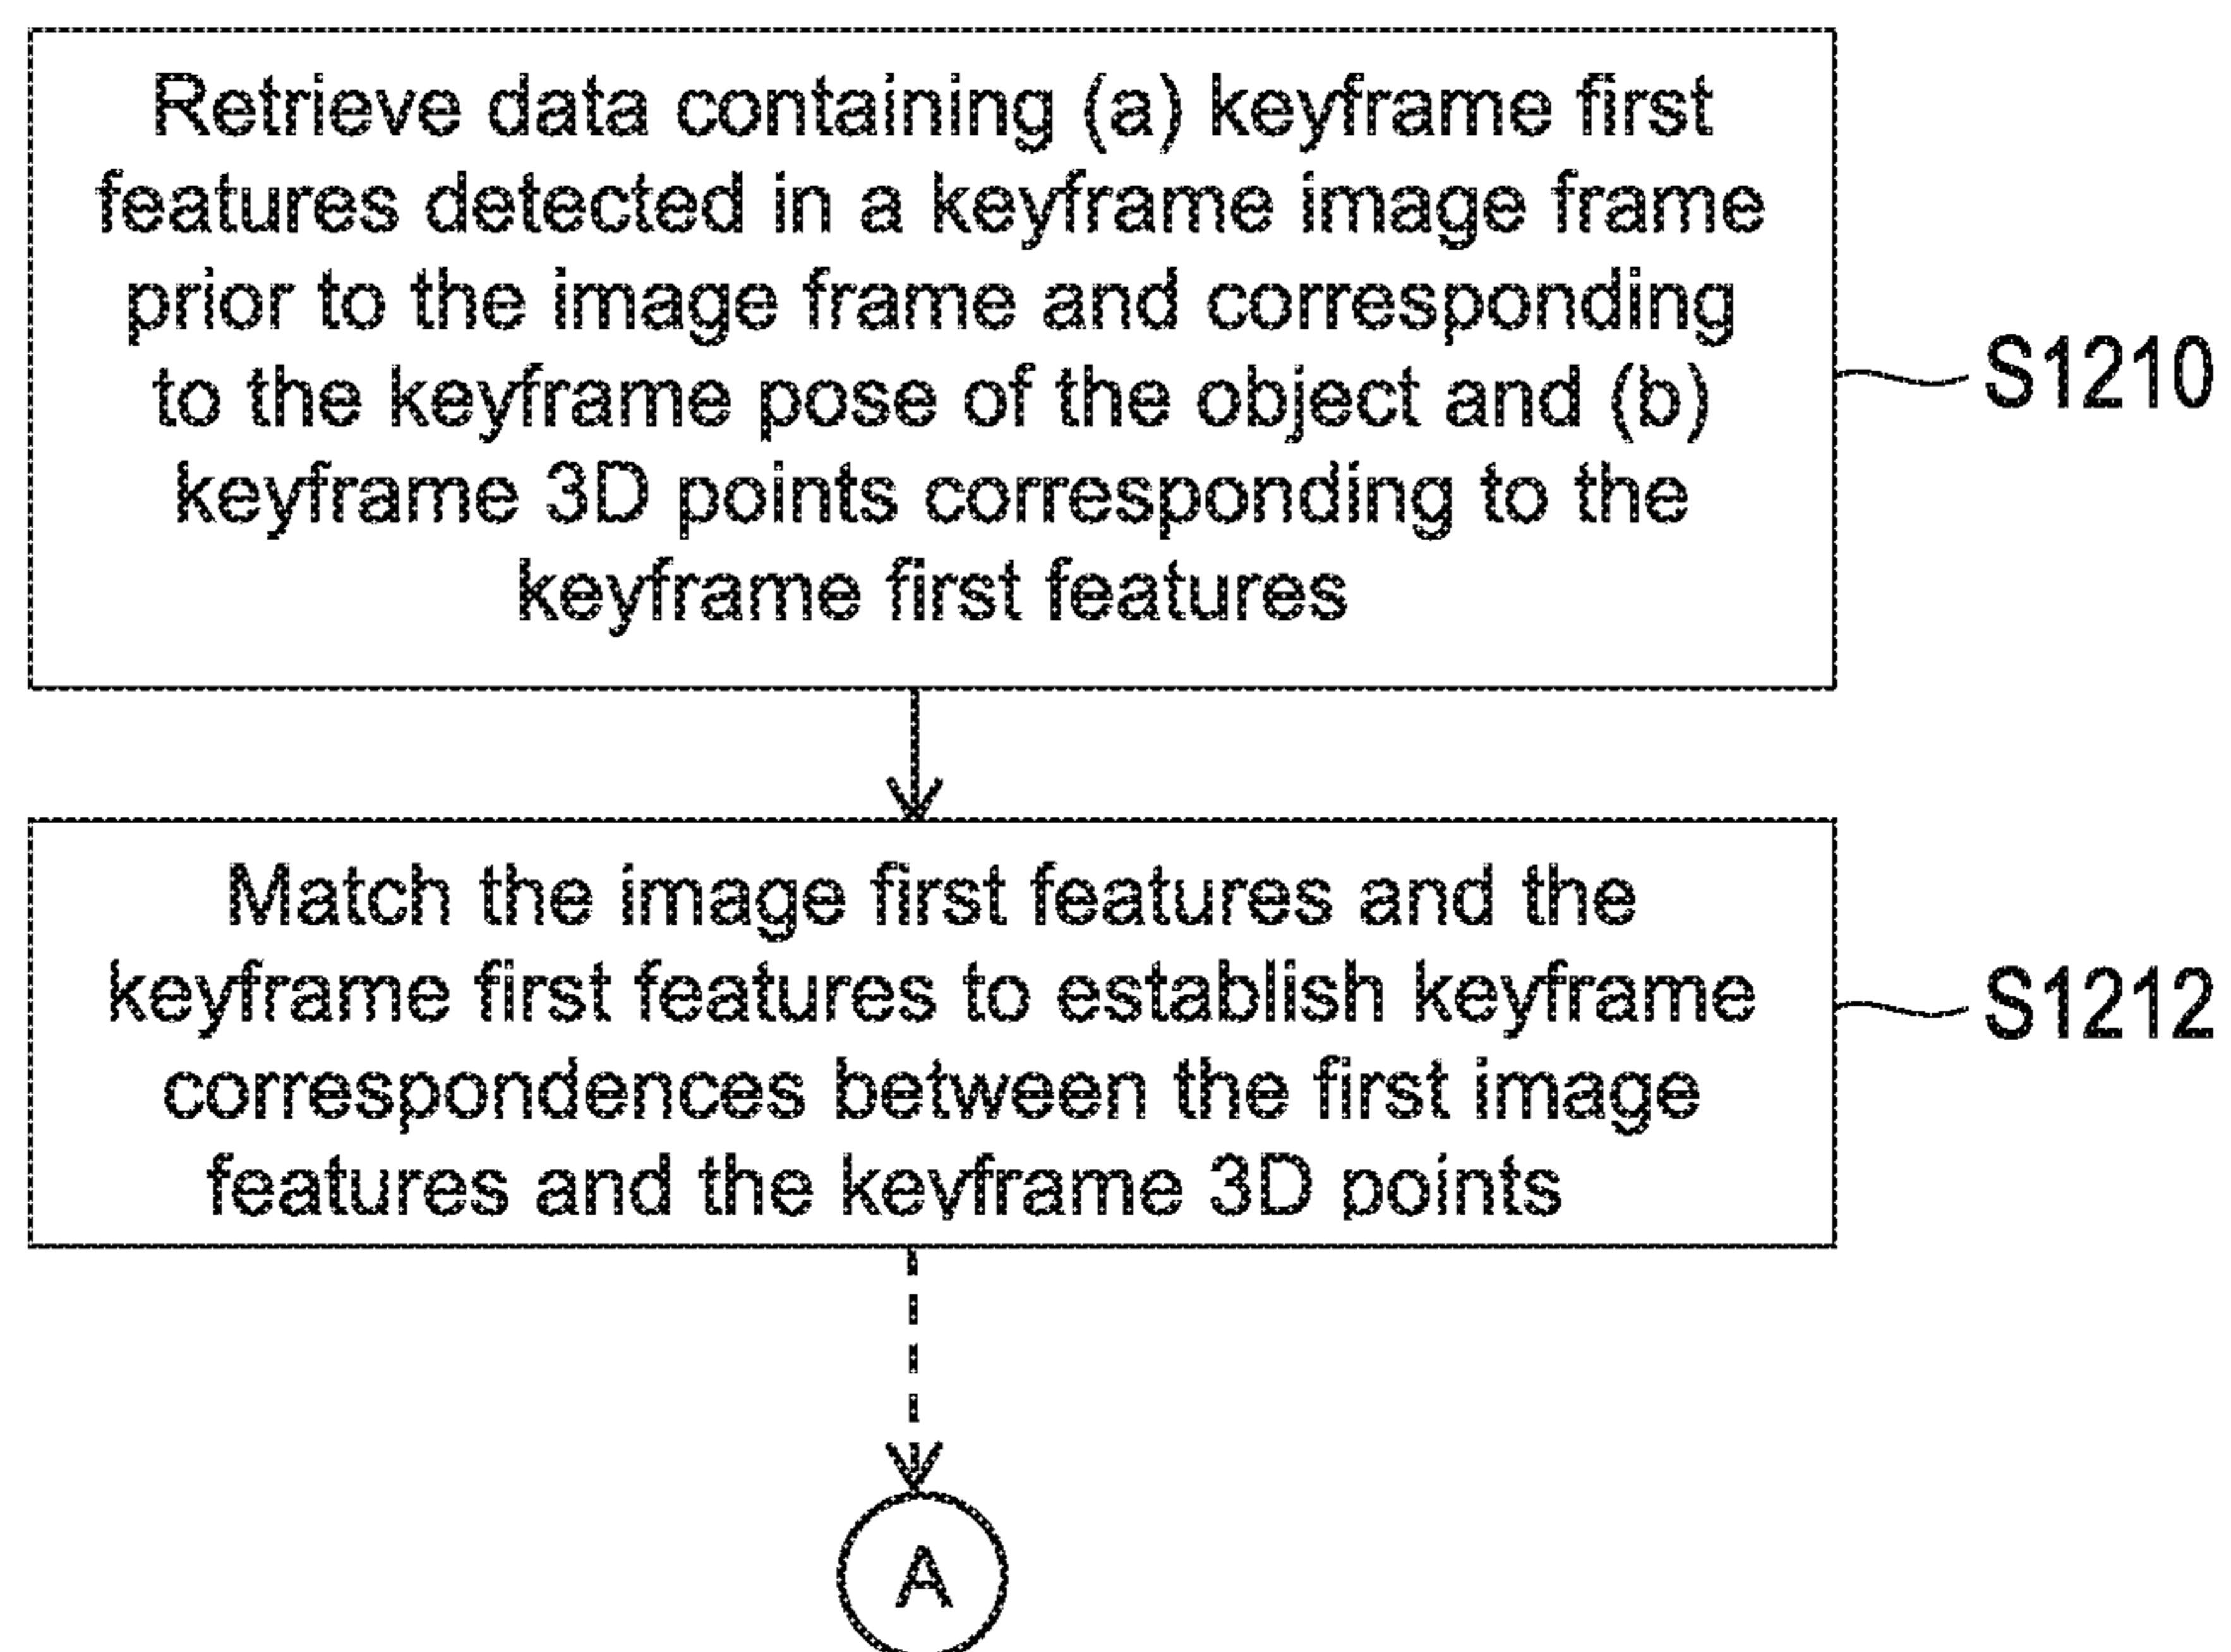 Retrieve data containing (a) keyframe first
features detected in a keyframe image frame
prior to the image frame and corresponding
to the keyframe pose of the object and (b)
keyframe 3D points corresponding to the
keyframe first features
S1210
Match the image first features and the
keyframe first features to establish keyframe
correspondences between the first image
features and the keyframe 3D points
S1212
A